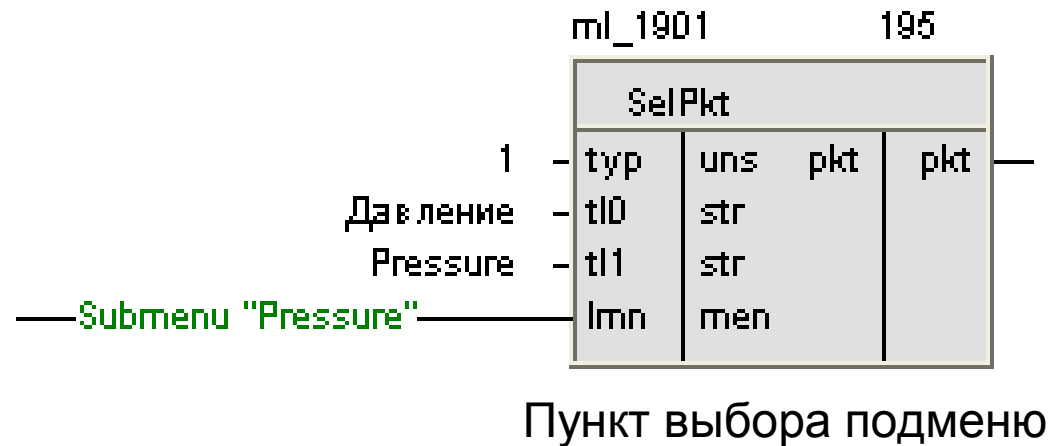 ml_1901 195
SelPkt
1 typ uns pkt pkt
Давление tl0 str
Pressure tl1 str
Submenu "Pressure" lmn men
Пункт выбора подменю